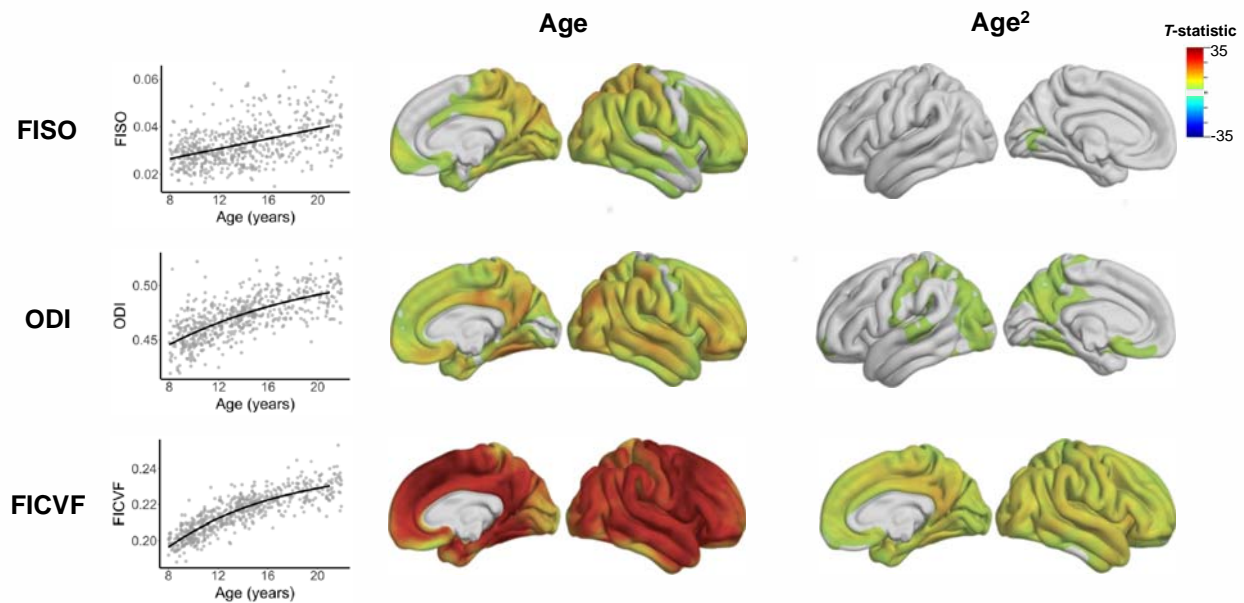 Age
Age²
T-statistic
35
-35
FISO
FISO
0.06
0.04
0.02
8 12 16 20
Age (years)
ODI
ODI
0.50
0.45
8 12 16 20
Age (years)
FICVF
FICVF
0.24
0.22
0.20
8 12 16 20
Age (years)